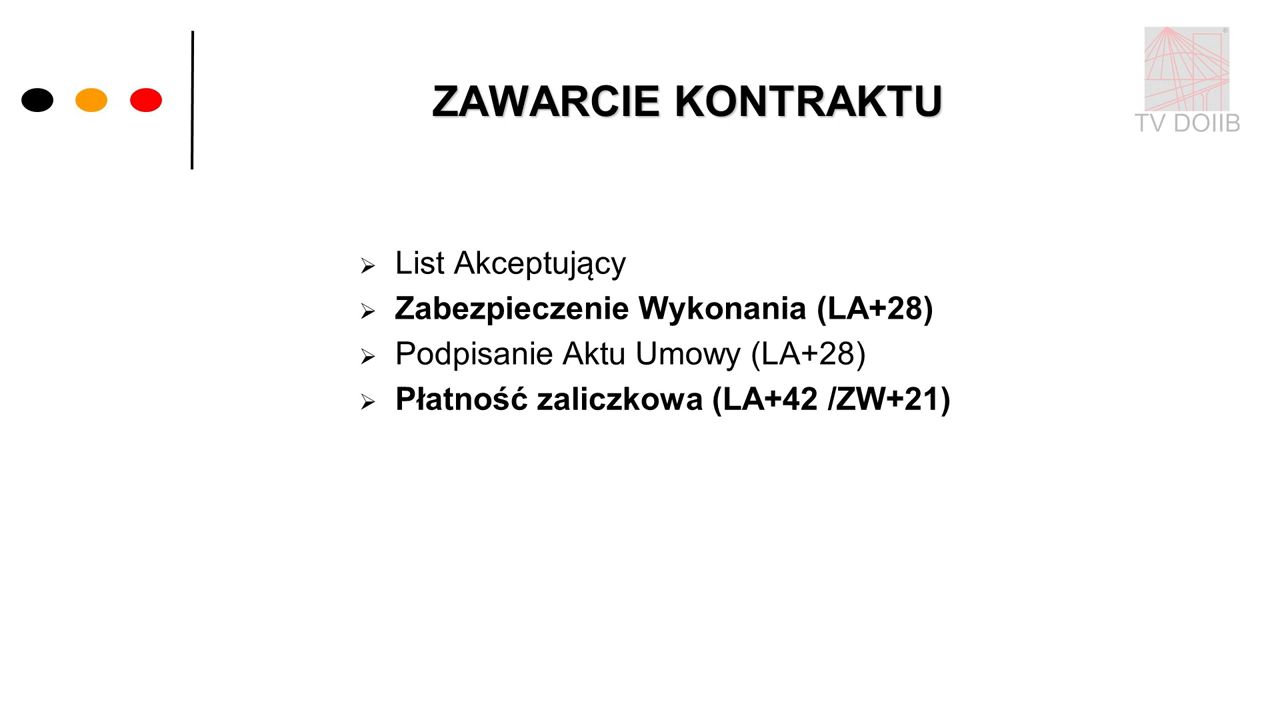 ZAWARCIE KONTRAKTU
TV DOIIB
List Akceptujący
Zabezpieczenie Wykonania (LA+28)
Podpisanie Aktu Umowy (LA+28)
Płatność zaliczkowa (LA+42 /ZW+21)